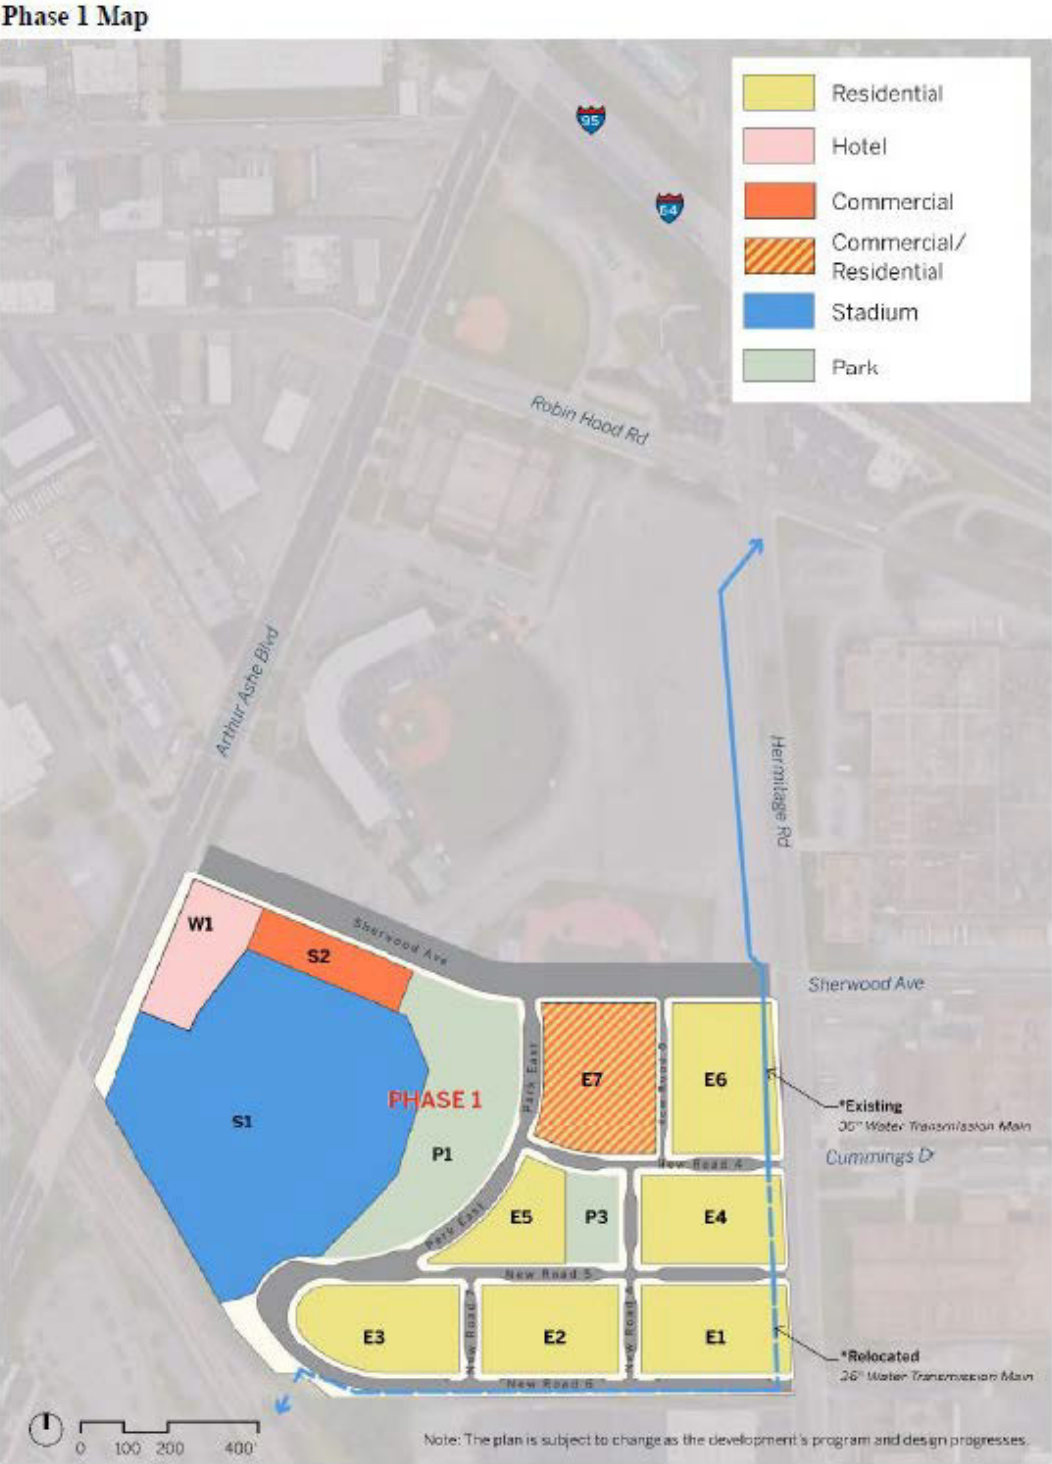 Phase 1 Map
95
64
Residential
Hotel
Commercial
Commercial/
Residential
Stadium
Park
Robin Hood Rd
Arthur Ashe Blvd
Hermitage Rd
Sherwood Ave
Sherwood Ave
W1
S2
S1
PHASE 1
P1
Park East
E7
E6
*Existing
36" Water Transmission Main
Cummings Dr
New Road 4
Park East
E5
P3
E4
New Road 5
E3
New Road 7
E2
E1
*Relocated
36" Water Transmission Main
New Road 6
0 100 200 400'
Note: The plan is subject to change as the development's program and design progresses.